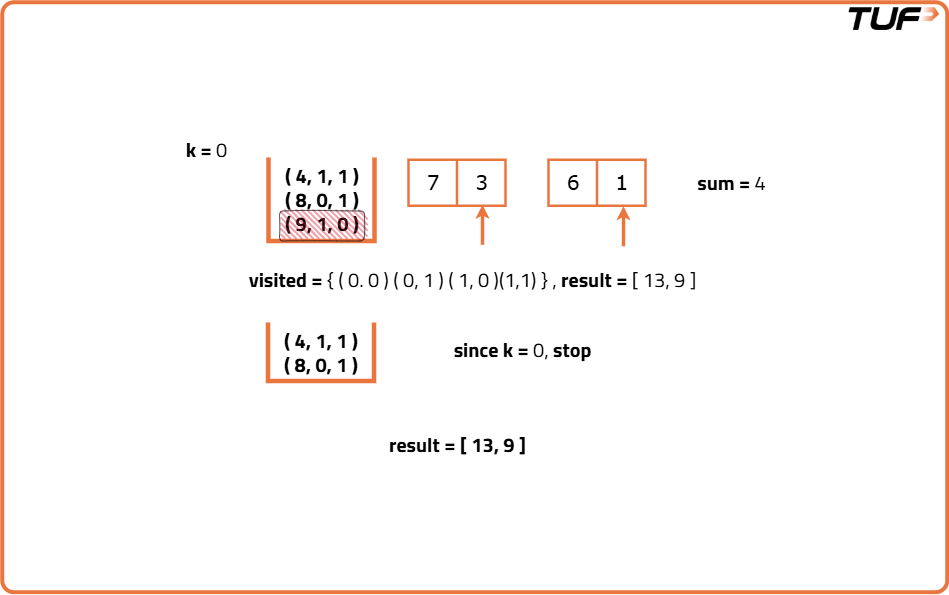 TUF
k = 0
( 4, 1, 1 )
( 8, 0, 1 )
( 9, 1, 0 )
7 3
6 1
sum = 4
visited = { ( 0. 0 ) ( 0, 1 ) ( 1, 0 )(1,1) } , result = [ 13, 9 ]
( 4, 1, 1 )
( 8, 0, 1 )
since k = 0, stop
result = [ 13, 9 ]